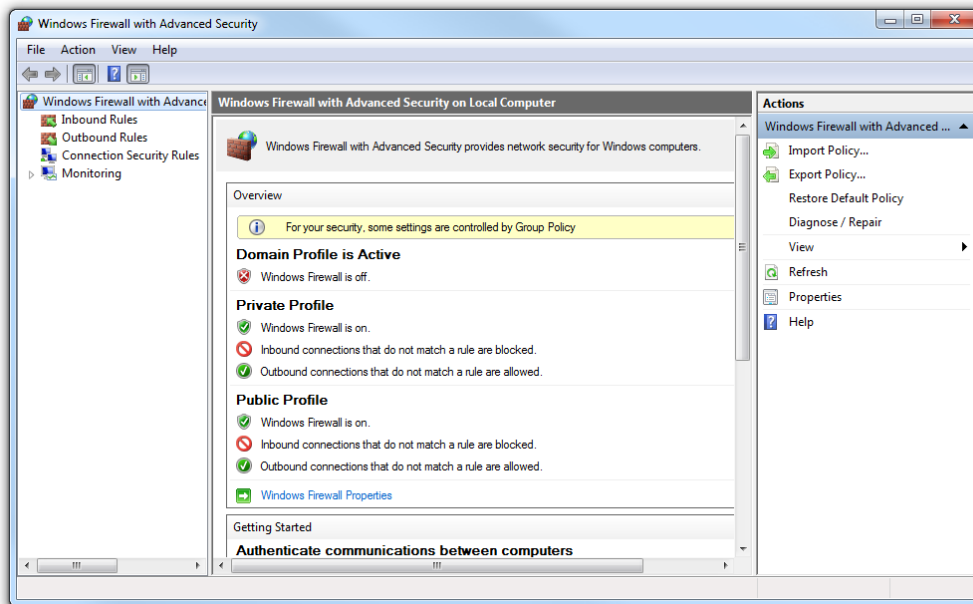 Windows Firewall with Advanced Security
File Action View Help
Windows Firewall with Advance
Inbound Rules
Outbound Rules
Connection Security Rules
Monitoring
Windows Firewall with Advanced Security on Local Computer
Windows Firewall with Advanced Security provides network security for Windows computers.
Overview
For your security, some settings are controlled by Group Policy
Domain Profile is Active
Windows Firewall is off.
Private Profile
Windows Firewall is on.
Inbound connections that do not match a rule are blocked.
Outbound connections that do not match a rule are allowed.
Public Profile
Windows Firewall is on.
Inbound connections that do not match a rule are blocked.
Outbound connections that do not match a rule are allowed.
Windows Firewall Properties
Getting Started
Authenticate communications between computers
Actions
Windows Firewall with Advanced ...
Import Policy...
Export Policy...
Restore Default Policy
Diagnose / Repair
View
Refresh
Properties
Help